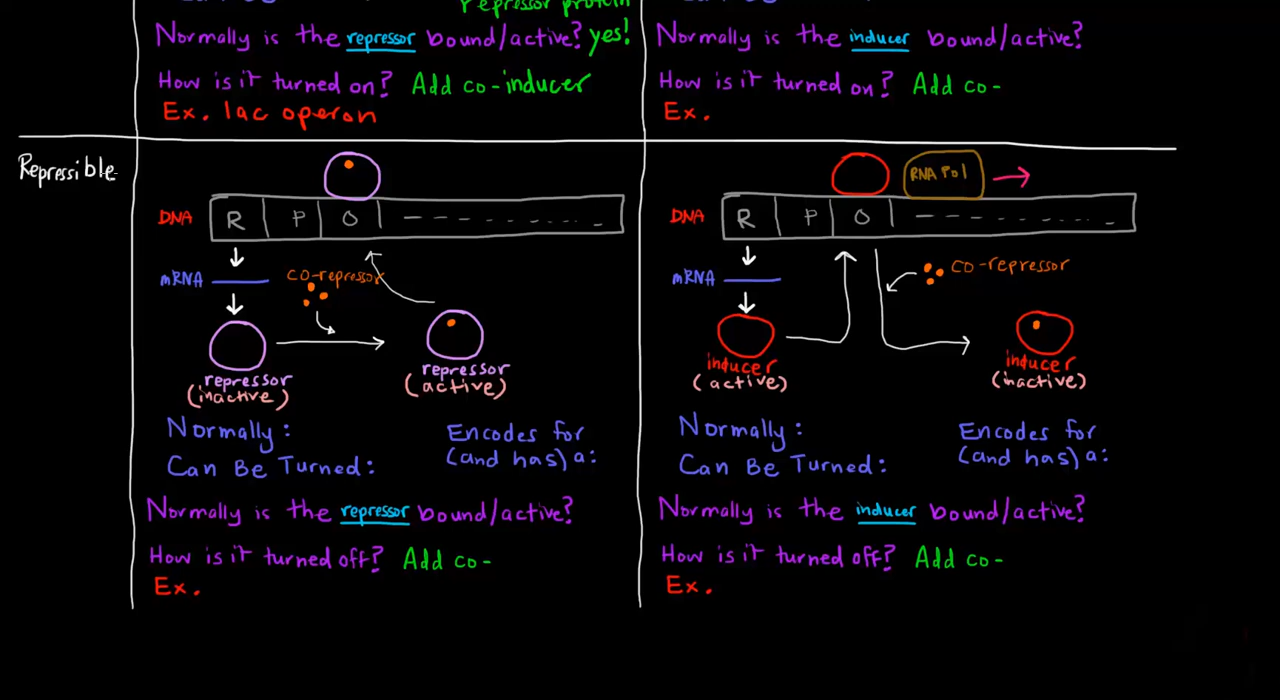 repressor protein
Normally is the repressor bound/active? yes!
How is it turned on? Add co-inducer
Ex. lac operon
Normally is the inducer bound/active?
How is it turned on? Add co-
Ex.
Repressible
DNA R P O
mRNA
co-repressor
repressor
(inactive)
repressor
(active)
Normally:
Can Be Turned:
Encodes for
(and has) a:
Normally is the repressor bound/active?
How is it turned off? Add co-
Ex.
RNA Pol
DNA R P O
mRNA
co-repressor
inducer
(active)
inducer
(inactive)
Normally:
Can Be Turned:
Encodes for
(and has) a:
Normally is the inducer bound/active?
How is it turned off? Add co-
Ex.